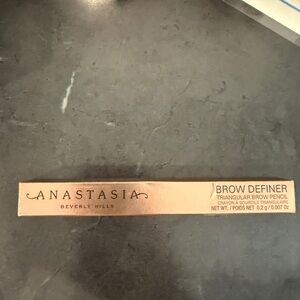 ANASTASIA
BEVERLY HILLS
BROW DEFINER
TRIANGULAR BROW PENCIL
CRAYON À SOURCILS TRIANGULAIRE
NET WT. / POIDS NET 0.2 g / 0.007 Oz